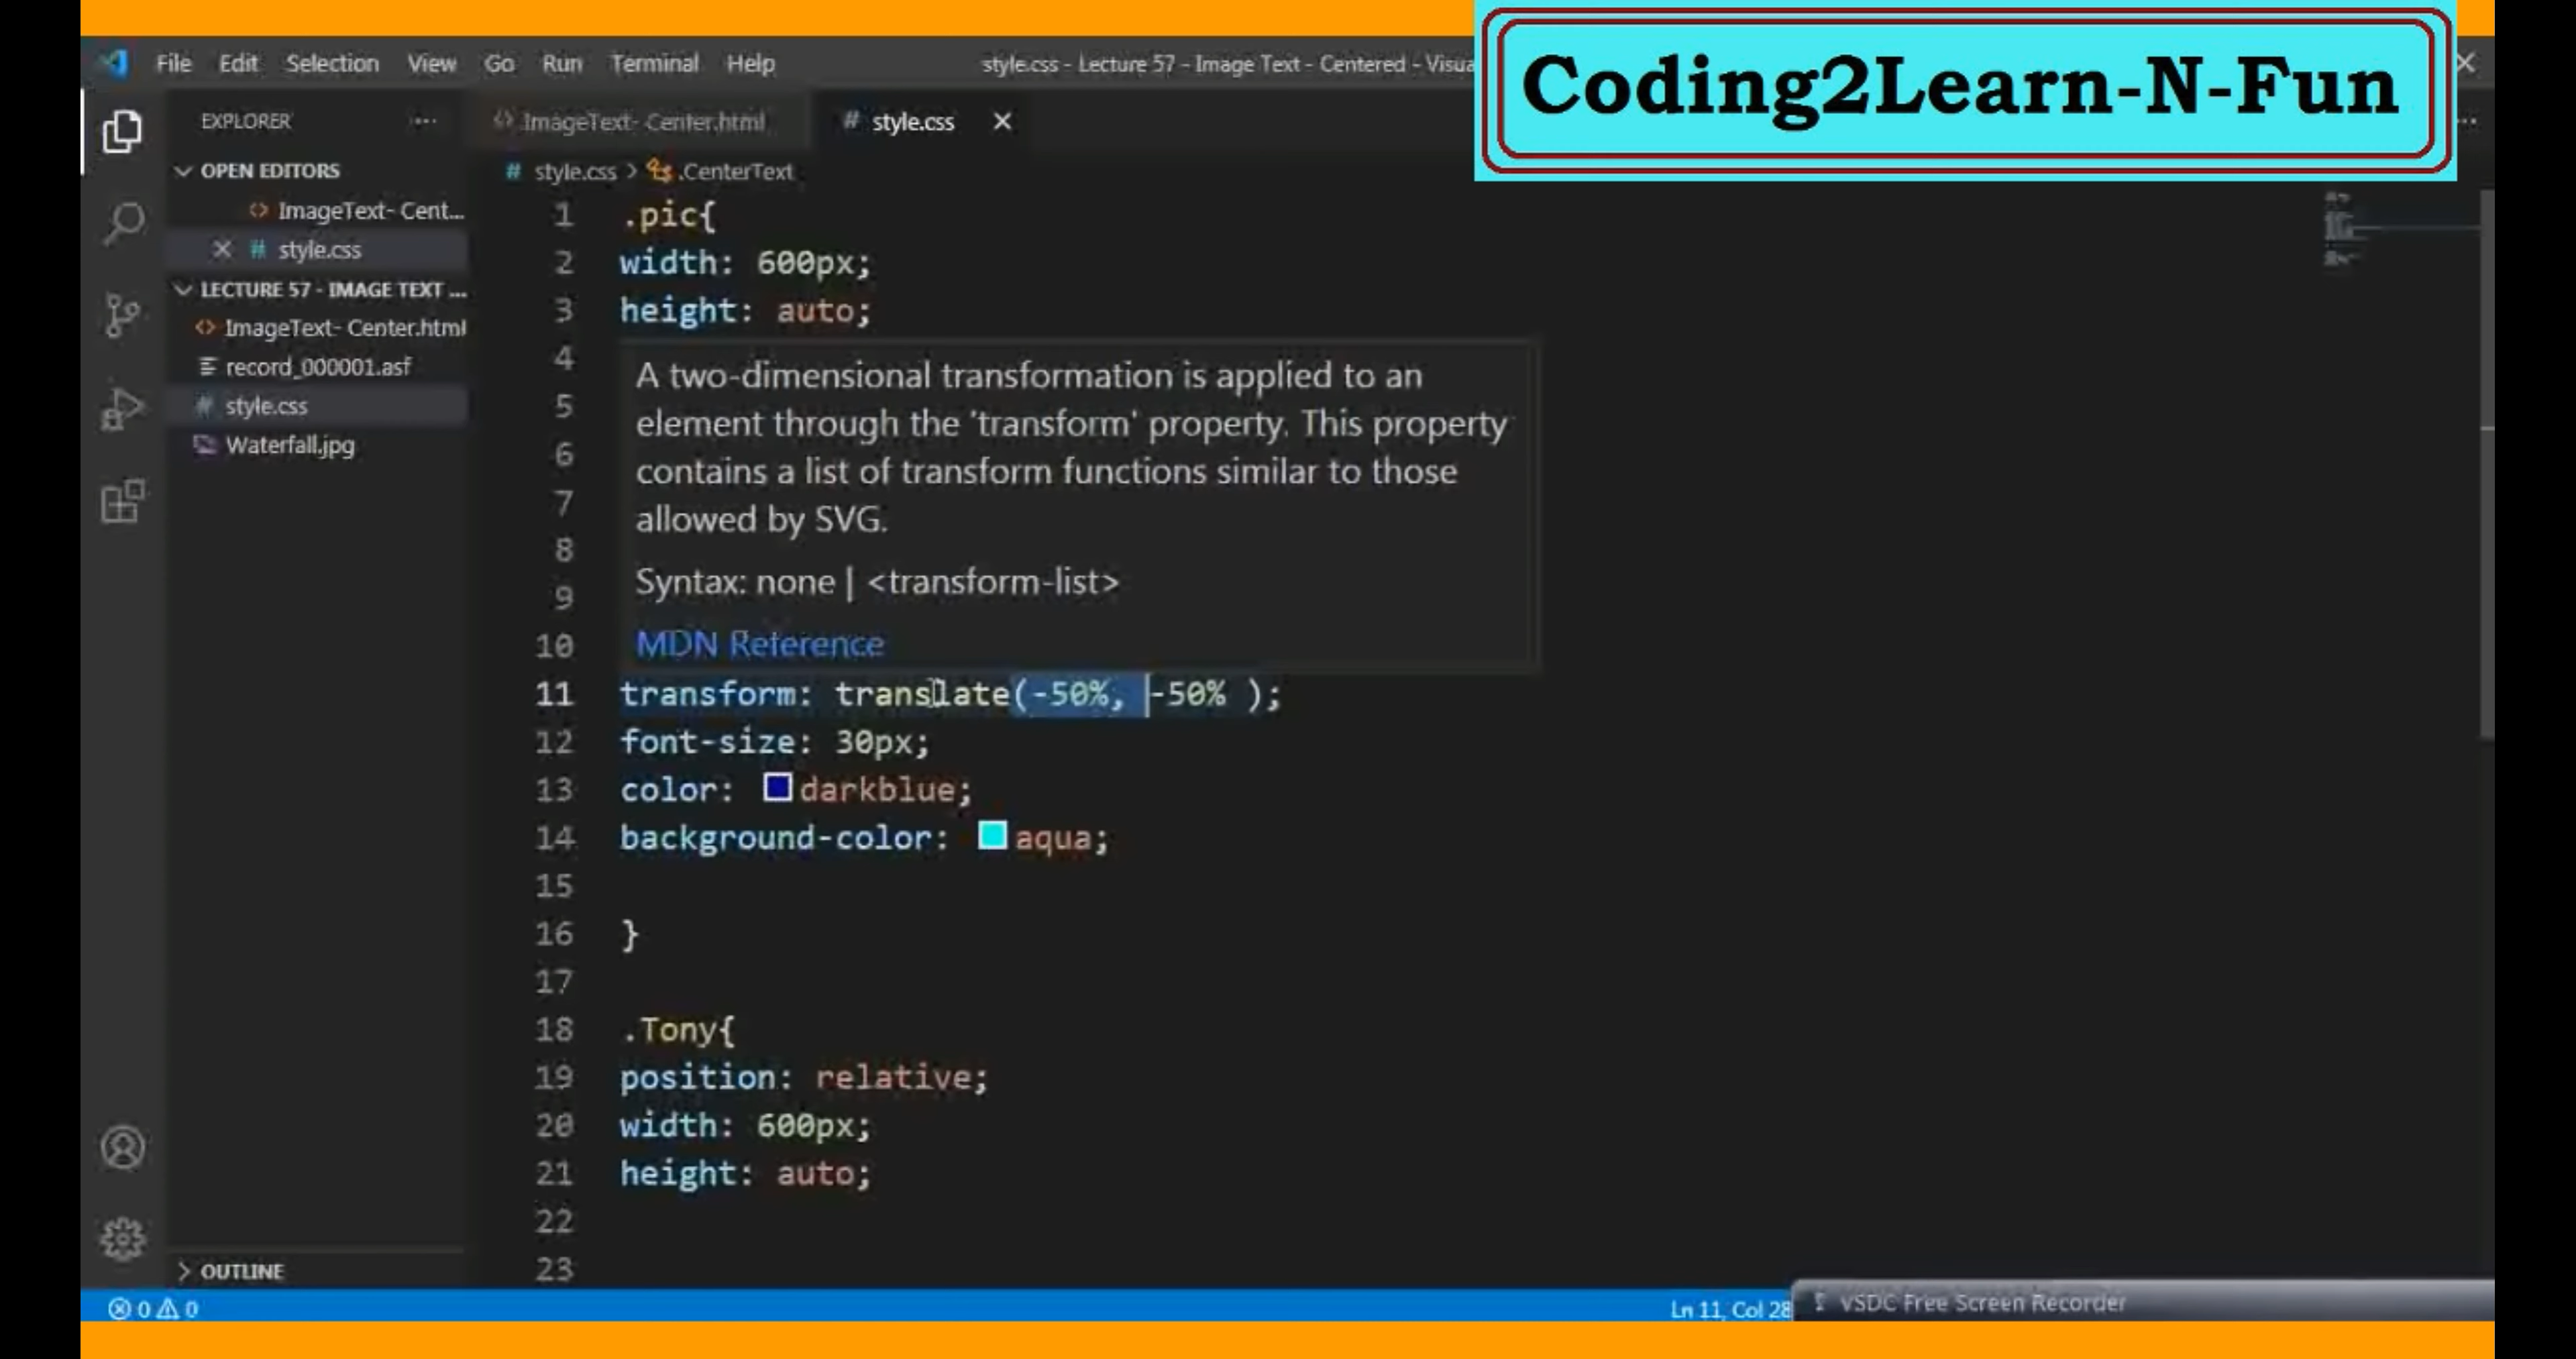 Coding2Learn-N-Fun
File Edit Selection View Go Run Terminal Help
style.css - Lecture 57 - Image Text - Centered - Visua
EXPLORER ...
ImageText- Center.html
# style.css
...
OPEN EDITORS
ImageText- Cent...
# style.css
LECTURE 57 - IMAGE TEXT ...
ImageText- Center.html
record_000001.asf
# style.css
Waterfall.jpg
OUTLINE
# style.css > .CenterText
1 .pic{
2 width: 600px;
3 height: auto;
4
5
6
7
8
9
10
A two-dimensional transformation is applied to an
element through the 'transform' property. This property
contains a list of transform functions similar to those
allowed by SVG.
Syntax: none | <transform-list>
MDN Reference
11 transform: translate(-50%, -50% );
12 font-size: 30px;
13 color: darkblue;
14 background-color: aqua;
15
16 }
17
18 .Tony{
19 position: relative;
20 width: 600px;
21 height: auto;
22
23
0 0
Ln 11, Col 28
VSDC Free Screen Recorder